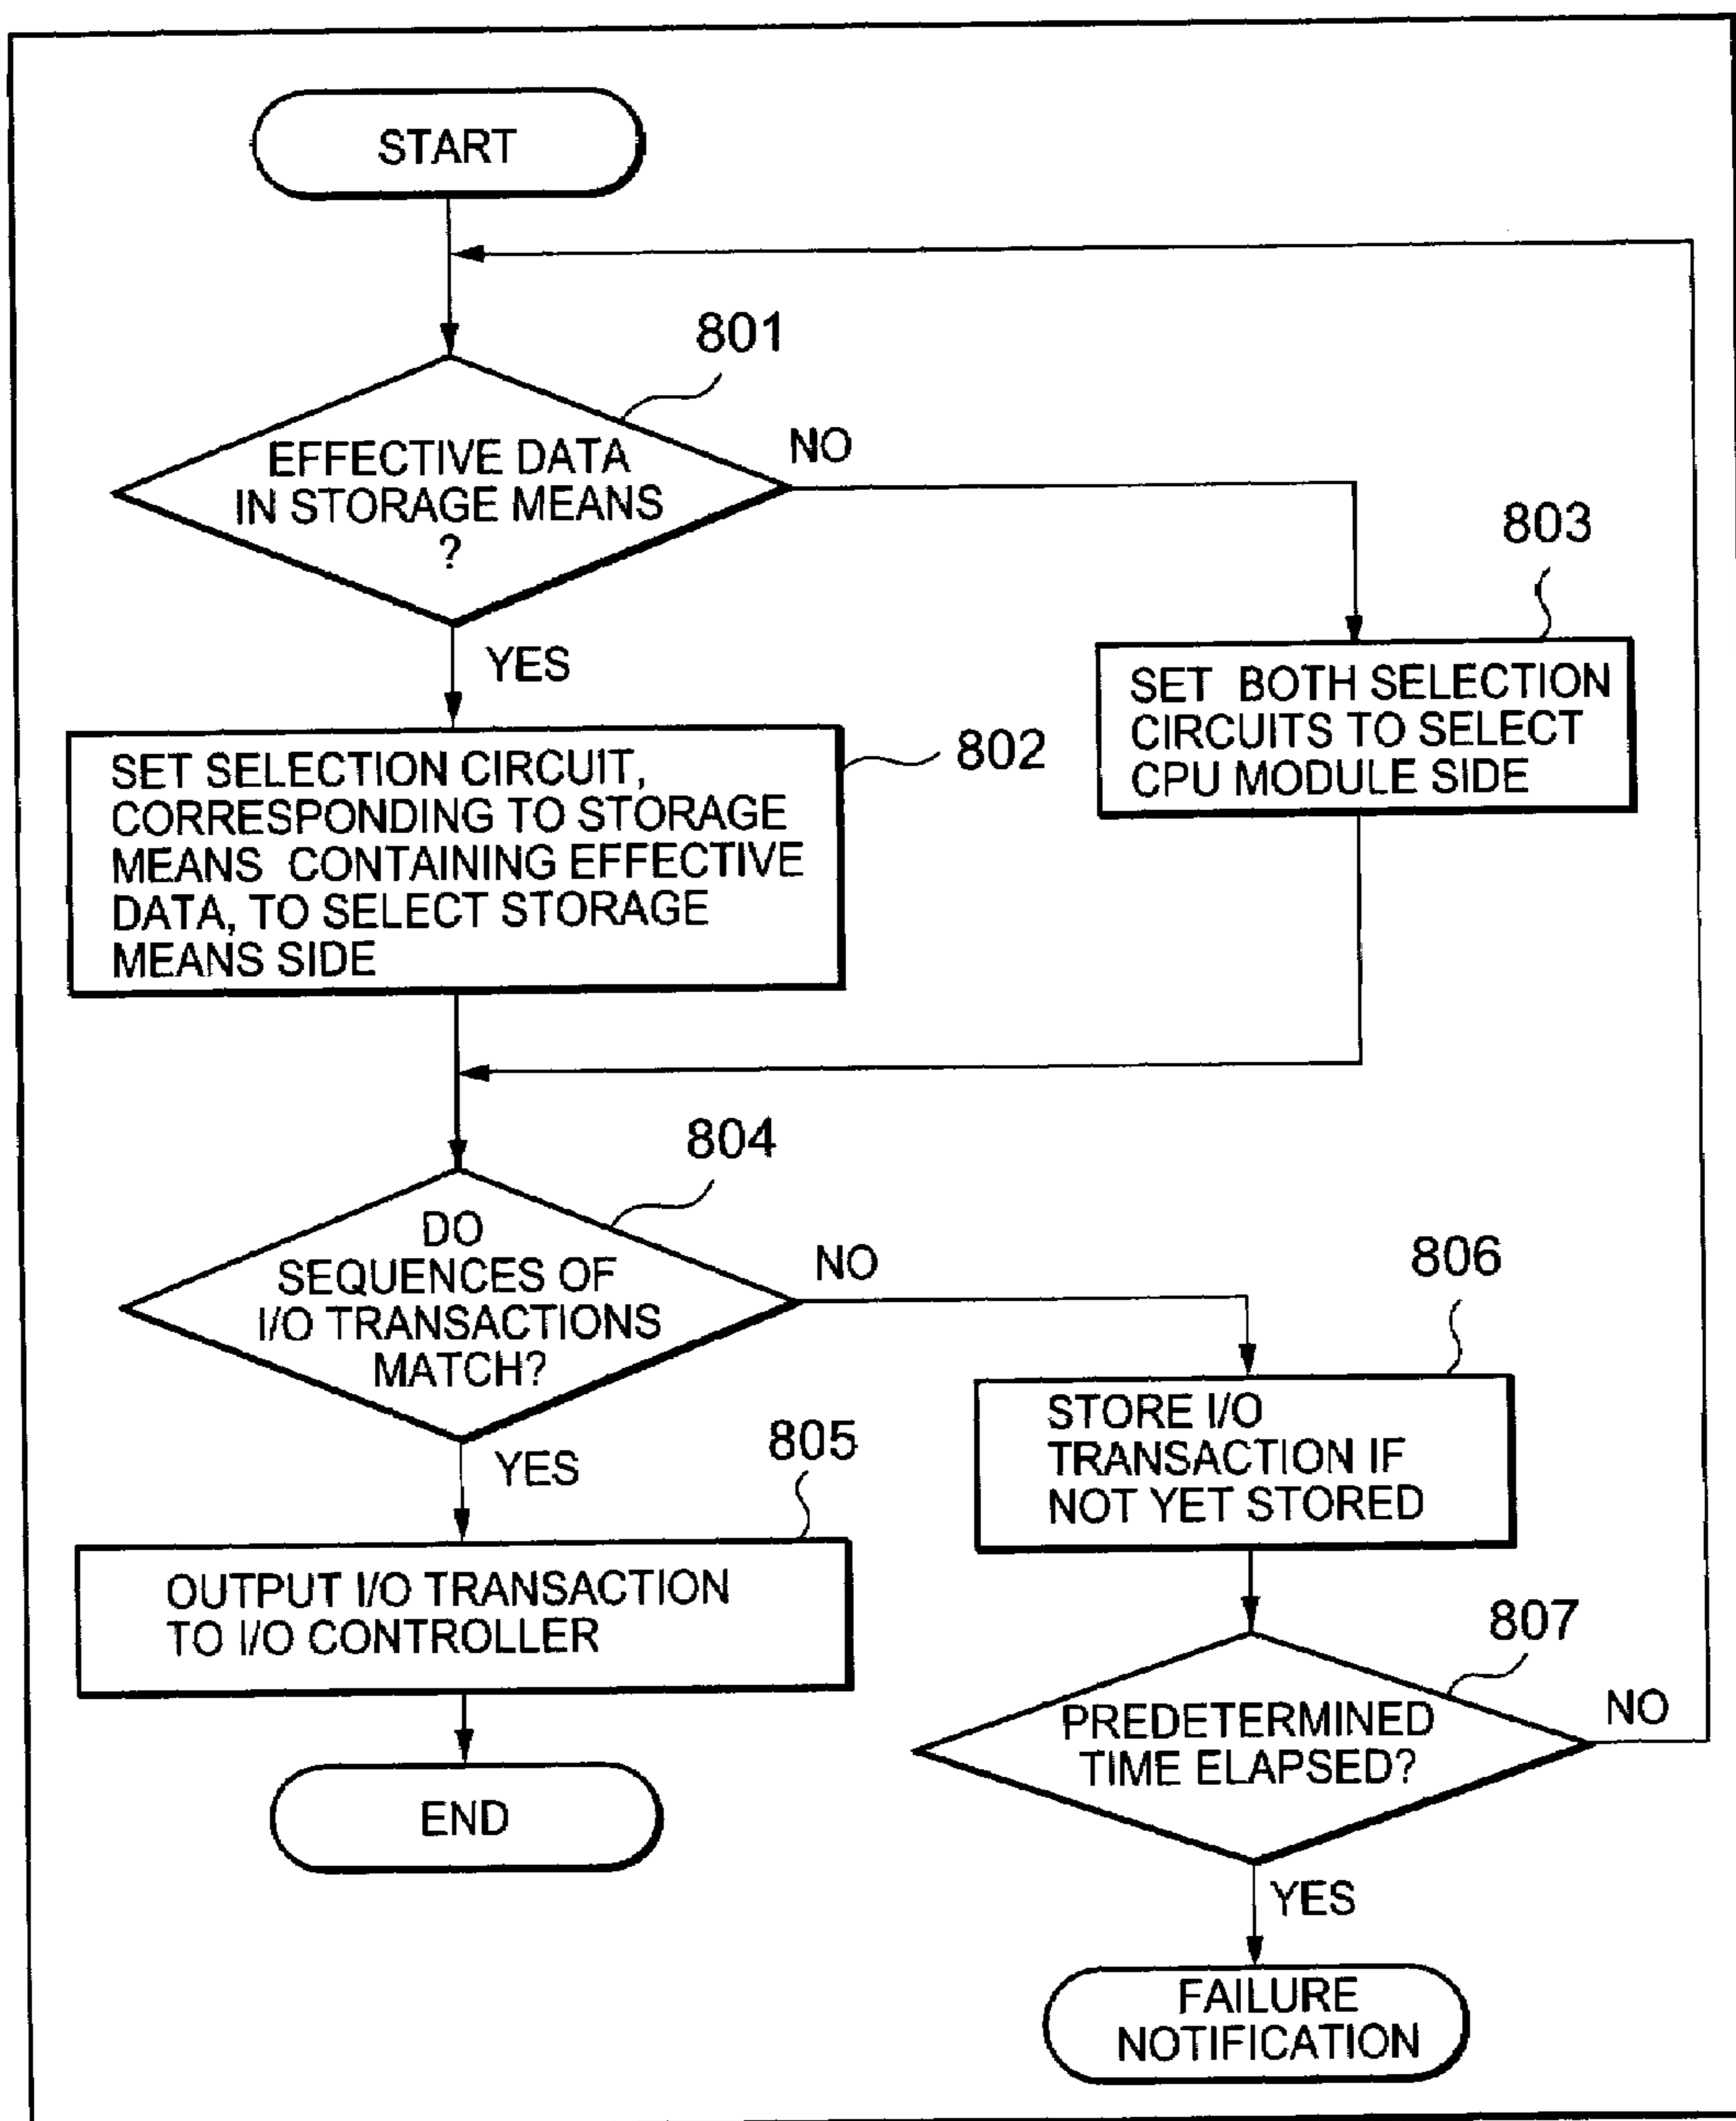 START
801
EFFECTIVE DATA
IN STORAGE MEANS
?
NO
YES
803
SET BOTH SELECTION
CIRCUITS TO SELECT
CPU MODULE SIDE
802
SET SELECTION CIRCUIT,
CORRESPONDING TO STORAGE
MEANS CONTAINING EFFECTIVE
DATA, TO SELECT STORAGE
MEANS SIDE
804
DO
SEQUENCES OF
I/O TRANSACTIONS
MATCH?
NO
YES
806
STORE I/O
TRANSACTION IF
NOT YET STORED
805
OUTPUT I/O TRANSACTION
TO I/O CONTROLLER
END
807
PREDETERMINED
TIME ELAPSED?
NO
YES
FAILURE
NOTIFICATION